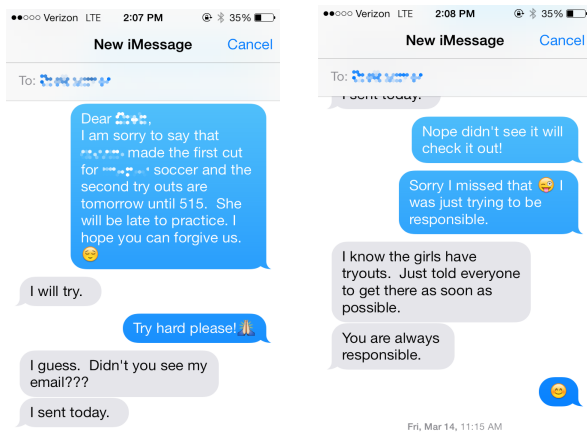 Verizon LTE 2:07 PM 35%
New iMessage Cancel
To:
Dear
I am sorry to say that
made the first cut
for soccer and the
second try outs are
tomorrow until 515. She
will be late to practice. I
hope you can forgive us.
😌
I will try.
Try hard please!🙏
I guess. Didn't you see my
email???
I sent today.
Verizon LTE 2:08 PM 35%
New iMessage Cancel
To:
I sent today.
Nope didn't see it will
check it out!
Sorry I missed that 😜 I
was just trying to be
responsible.
I know the girls have
tryouts. Just told everyone
to get there as soon as
possible.
You are always
responsible.
😊
Fri, Mar 14, 11:15 AM